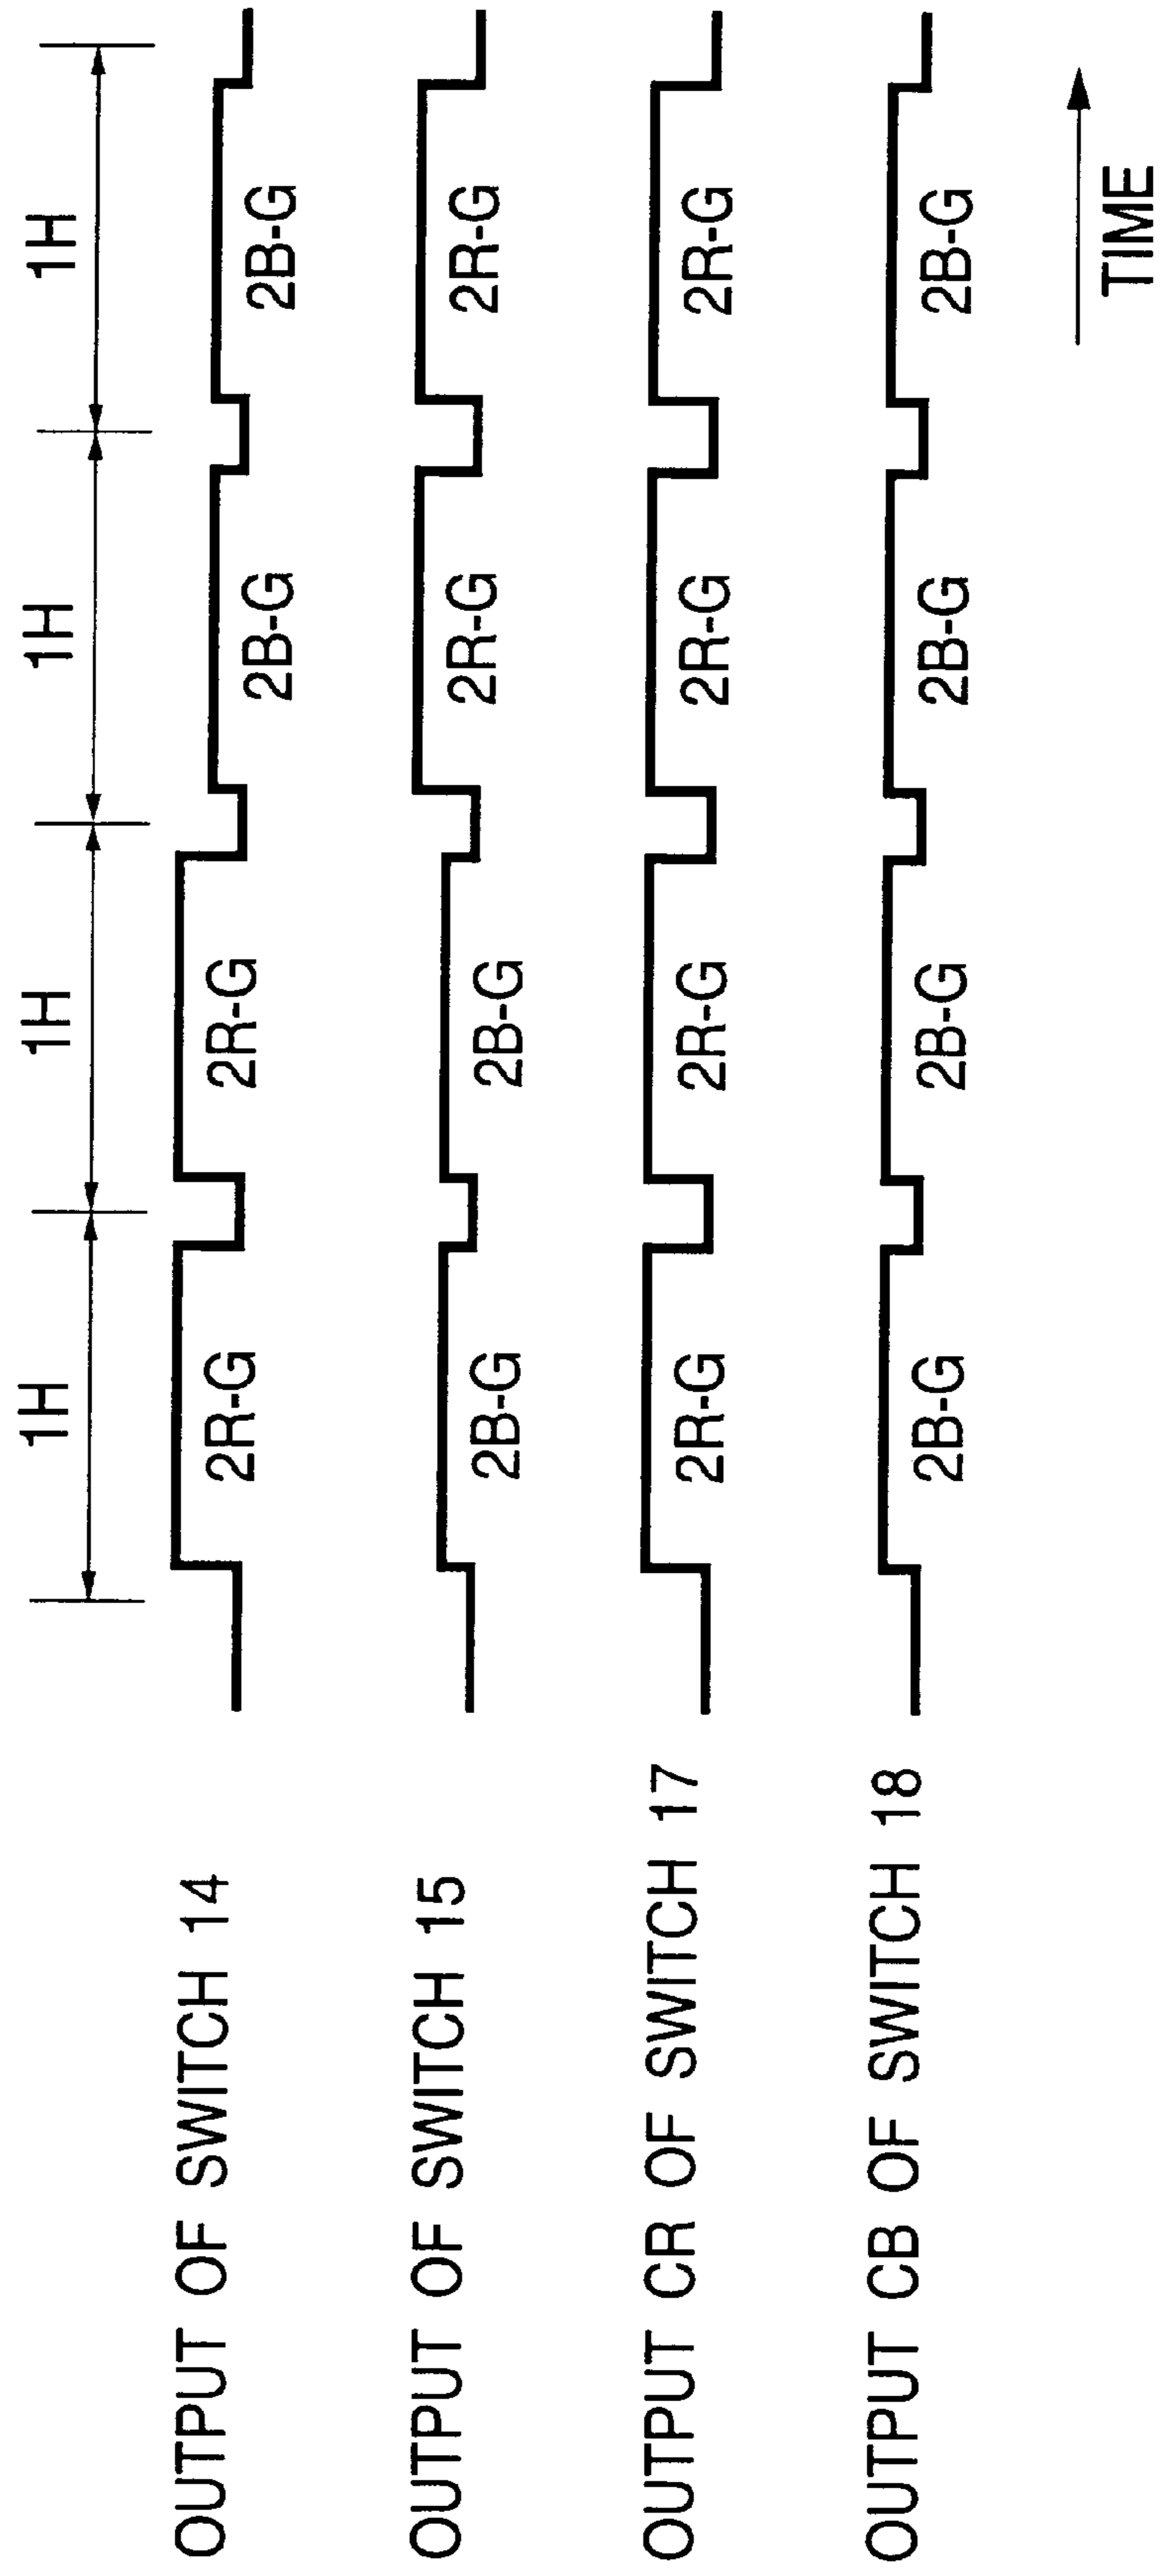 1H 1H 1H 1H
OUTPUT OF SWITCH 14 2R-G 2R-G 2B-G 2B-G
OUTPUT OF SWITCH 15 2B-G 2B-G 2R-G 2R-G
OUTPUT CR OF SWITCH 17 2R-G 2R-G 2R-G 2R-G
OUTPUT CB OF SWITCH 18 2B-G 2B-G 2B-G 2B-G
TIME